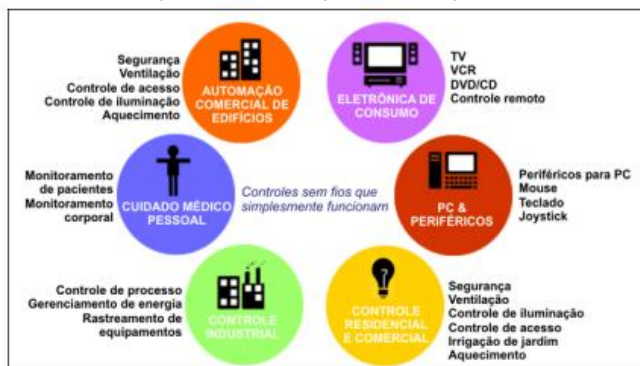 Segurança
Ventilação
Controle de acesso
Controle de iluminação
Aquecimento
AUTOMAÇÃO
COMERCIAL DE
EDIFÍCIOS
ELETRÔNICA DE
CONSUMO
TV
VCR
DVD/CD
Controle remoto
Monitoramento
de pacientes
Monitoramento
corporal
CUIDADO MÉDICO
PESSOAL
Controles sem fios que
simplesmente funcionam
PC &
PERIFÉRICOS
Periféricos para PC
Mouse
Teclado
Joystick
Controle de processo
Gerenciamento de energia
Rastreamento de
equipamentos
CONTROLE
INDUSTRIAL
CONTROLE
RESIDENCIAL
E COMERCIAL
Segurança
Ventilação
Controle de iluminação
Controle de acesso
Irrigação de jardim
Aquecimento